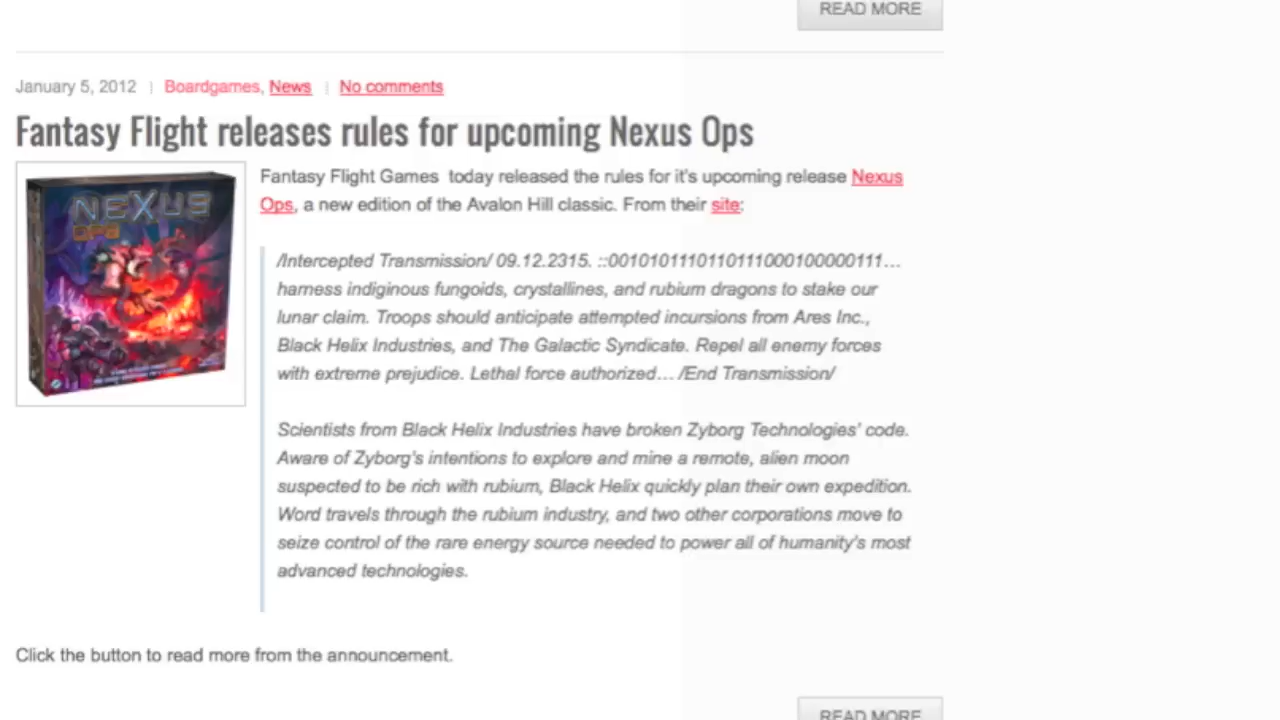 READ MORE
January 5, 2012 Boardgames, News No comments
Fantasy Flight releases rules for upcoming Nexus Ops
NEXUS
OPS
Fantasy Flight Games today released the rules for it's upcoming release Nexus
Ops, a new edition of the Avalon Hill classic. From their site:
/Intercepted Transmission/ 09.12.2315. ::0010101110110111000100000111…
harness indiginous fungoids, crystallines, and rubium dragons to stake our
lunar claim. Troops should anticipate attempted incursions from Ares Inc.,
Black Helix Industries, and The Galactic Syndicate. Repel all enemy forces
with extreme prejudice. Lethal force authorized… /End Transmission/
Scientists from Black Helix Industries have broken Zyborg Technologies' code.
Aware of Zyborg's intentions to explore and mine a remote, alien moon
suspected to be rich with rubium, Black Helix quickly plan their own expedition.
Word travels through the rubium industry, and two other corporations move to
seize control of the rare energy source needed to power all of humanity's most
advanced technologies.
Click the button to read more from the announcement.
READ MORE